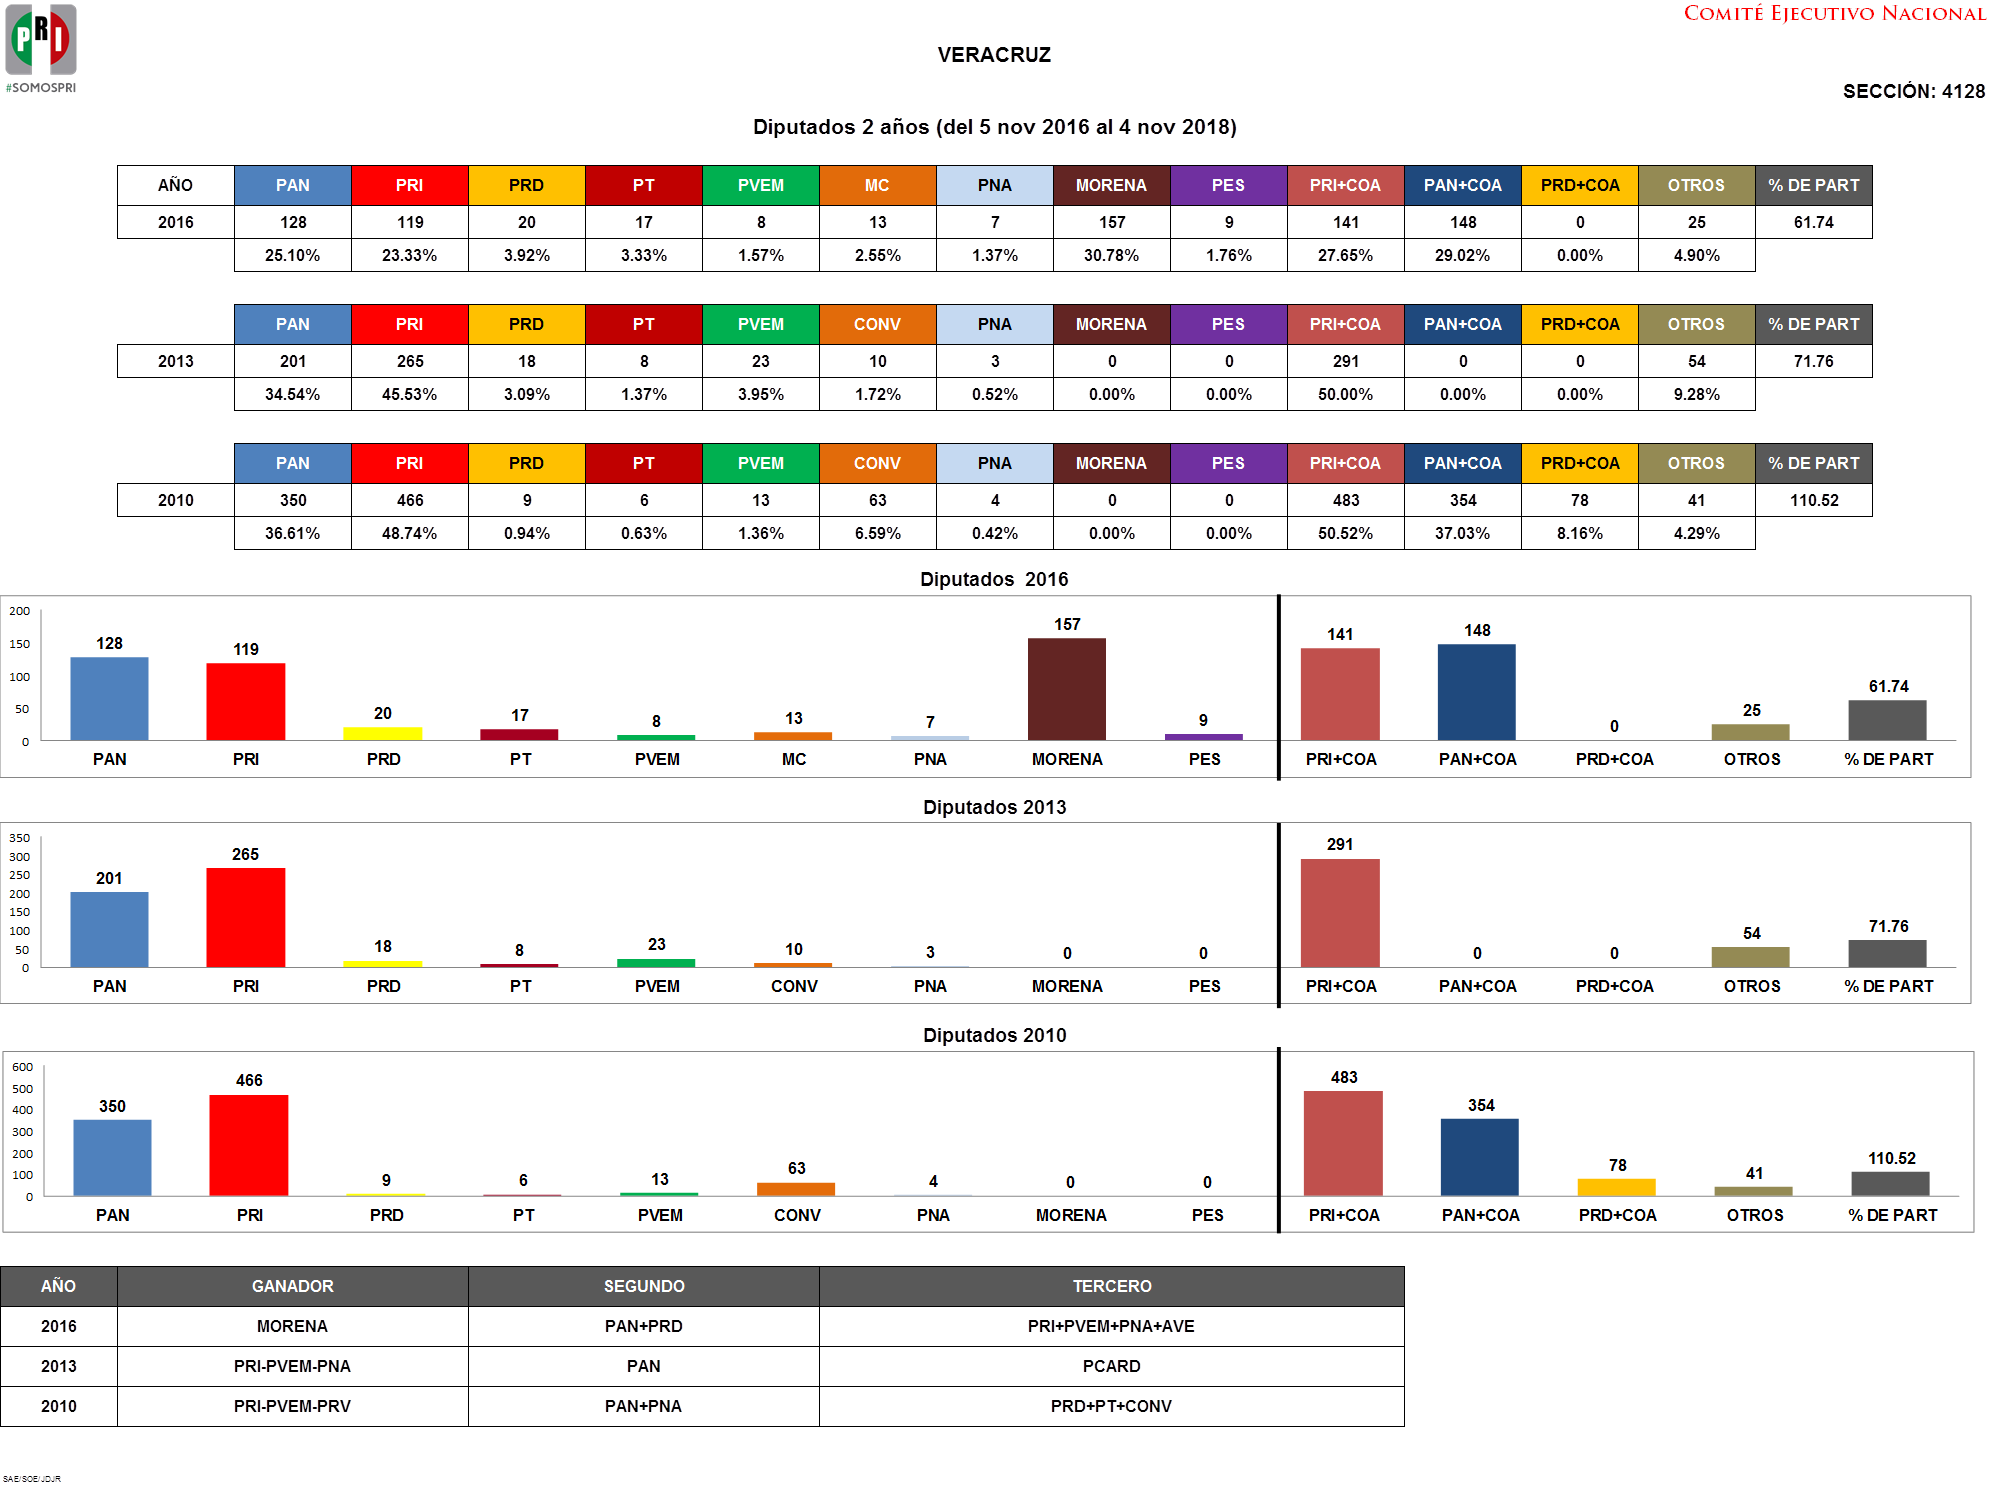 PRI
#SOMOSPRI
COMITÉ EJECUTIVO NACIONAL
VERACRUZ
SECCIÓN: 4128
Diputados 2 años (del 5 nov 2016 al 4 nov 2018)
AÑO PAN PRI PRD PT PVEM MC PNA MORENA PES PRI+COA PAN+COA PRD+COA OTROS % DE PART
2016 128 119 20 17 8 13 7 157 9 141 148 0 25 61.74
25.10% 23.33% 3.92% 3.33% 1.57% 2.55% 1.37% 30.78% 1.76% 27.65% 29.02% 0.00% 4.90%
PAN PRI PRD PT PVEM CONV PNA MORENA PES PRI+COA PAN+COA PRD+COA OTROS % DE PART
2013 201 265 18 8 23 10 3 0 0 291 0 0 54 71.76
34.54% 45.53% 3.09% 1.37% 3.95% 1.72% 0.52% 0.00% 0.00% 50.00% 0.00% 0.00% 9.28%
PAN PRI PRD PT PVEM CONV PNA MORENA PES PRI+COA PAN+COA PRD+COA OTROS % DE PART
2010 350 466 9 6 13 63 4 0 0 483 354 78 41 110.52
36.61% 48.74% 0.94% 0.63% 1.36% 6.59% 0.42% 0.00% 0.00% 50.52% 37.03% 8.16% 4.29%
Diputados 2016
200
150
100
50
0
128 119 20 17 8 13 7 157 9 141 148 0 25 61.74
PAN PRI PRD PT PVEM MC PNA MORENA PES PRI+COA PAN+COA PRD+COA OTROS % DE PART
Diputados 2013
350
300
250
200
150
100
50
0
201 265 18 8 23 10 3 0 0 291 0 0 54 71.76
PAN PRI PRD PT PVEM CONV PNA MORENA PES PRI+COA PAN+COA PRD+COA OTROS % DE PART
Diputados 2010
600
500
400
300
200
100
0
350 466 9 6 13 63 4 0 0 483 354 78 41 110.52
PAN PRI PRD PT PVEM CONV PNA MORENA PES PRI+COA PAN+COA PRD+COA OTROS % DE PART
AÑO GANADOR SEGUNDO TERCERO
2016 MORENA PAN+PRD PRI+PVEM+PNA+AVE
2013 PRI-PVEM-PNA PAN PCARD
2010 PRI-PVEM-PRV PAN+PNA PRD+PT+CONV
SAE/SOE/JDJR